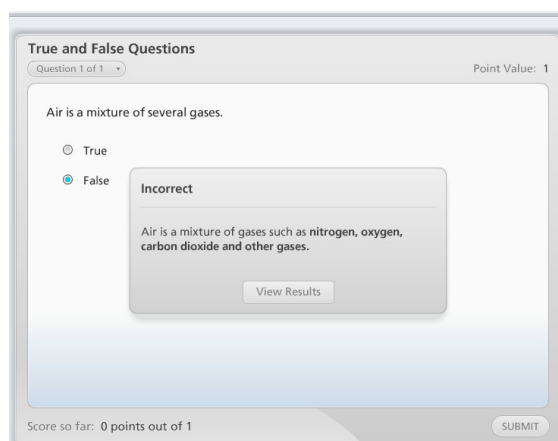 True and False Questions
Question 1 of 1
Point Value: 1
Air is a mixture of several gases.
True
False
Incorrect
Air is a mixture of gases such as nitrogen, oxygen,
carbon dioxide and other gases.
View Results
Score so far: 0 points out of 1
SUBMIT